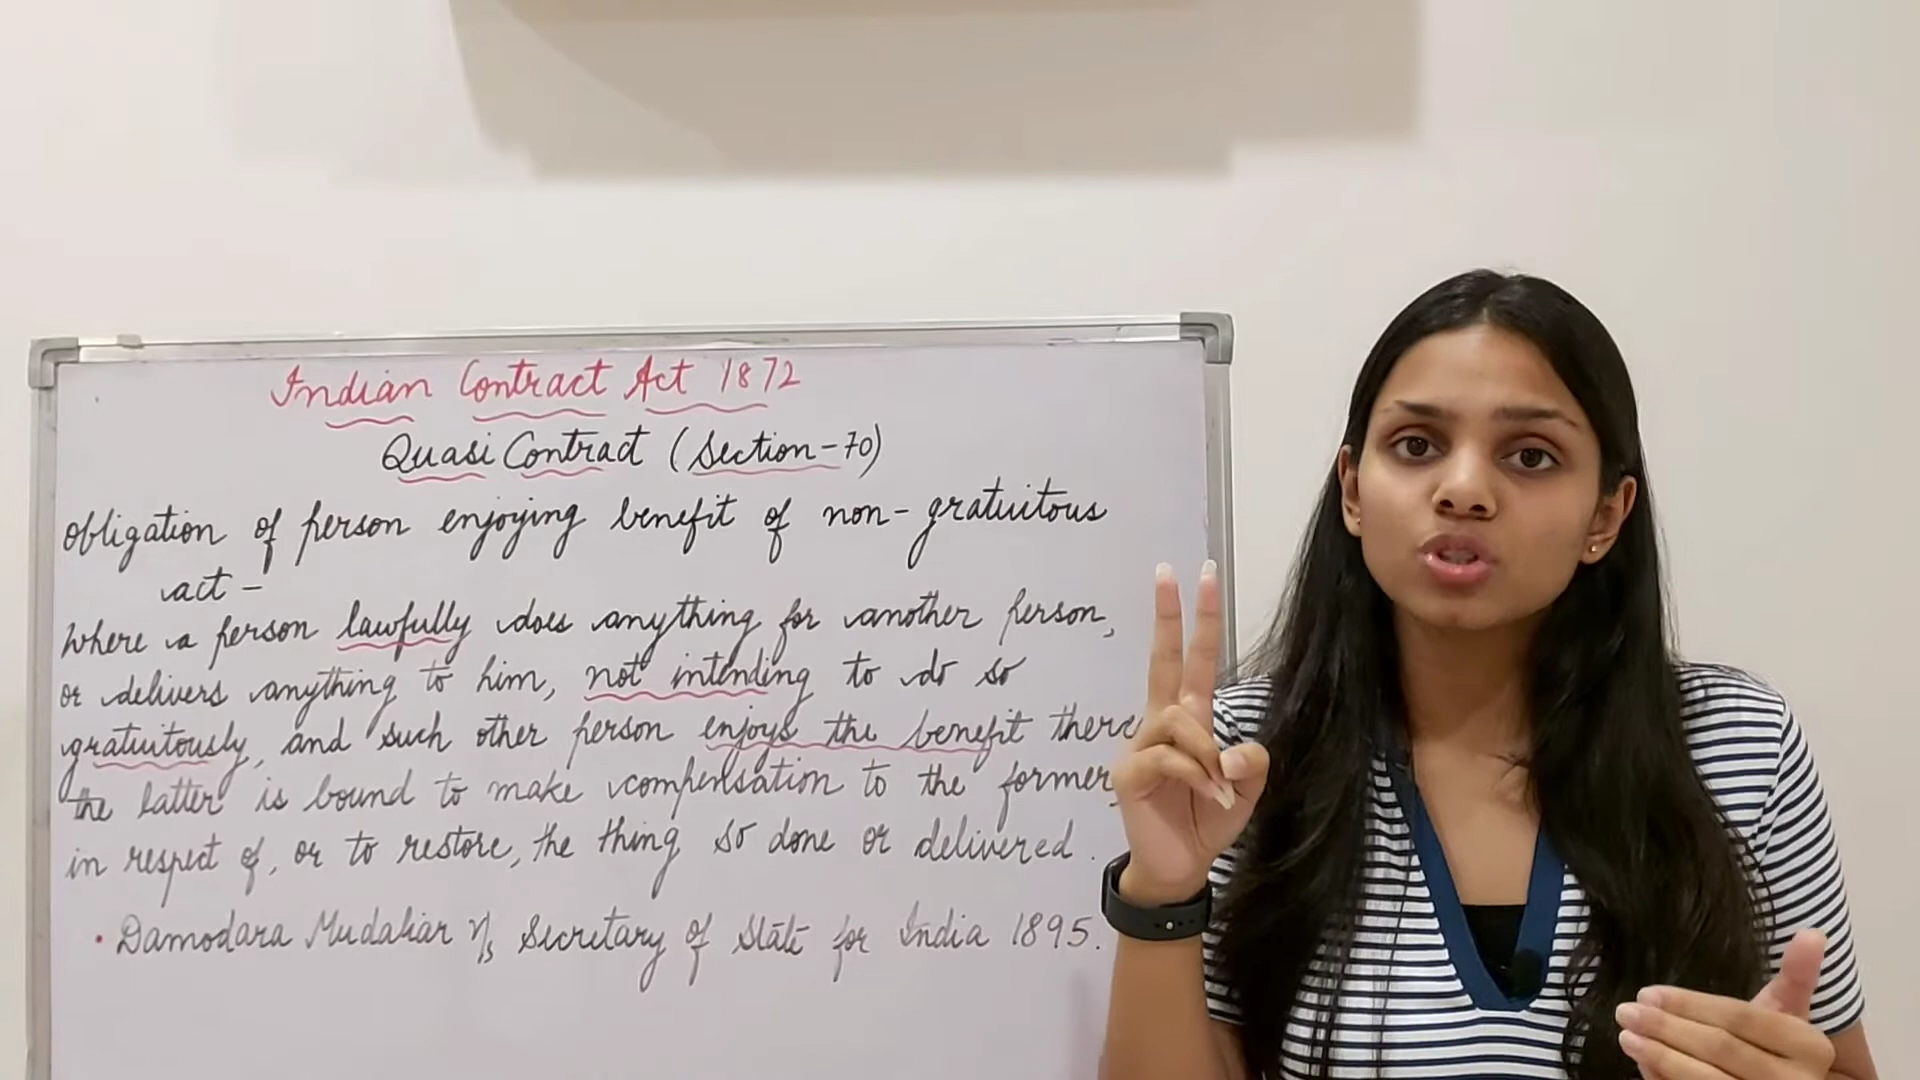 Indian Contract Act 1872
Quasi Contract (Section-70)
Obligation of person enjoying benefit of non-gratuitous
act -
Where a person lawfully does anything for another person,
or delivers anything to him, not intending to do so
gratuitously, and such other person enjoys the benefit there
the latter is bound to make compensation to the former,
in respect of, or to restore, the thing so done or delivered.
• Damodara Mudaliar v/s Secretary of State for India 1895.